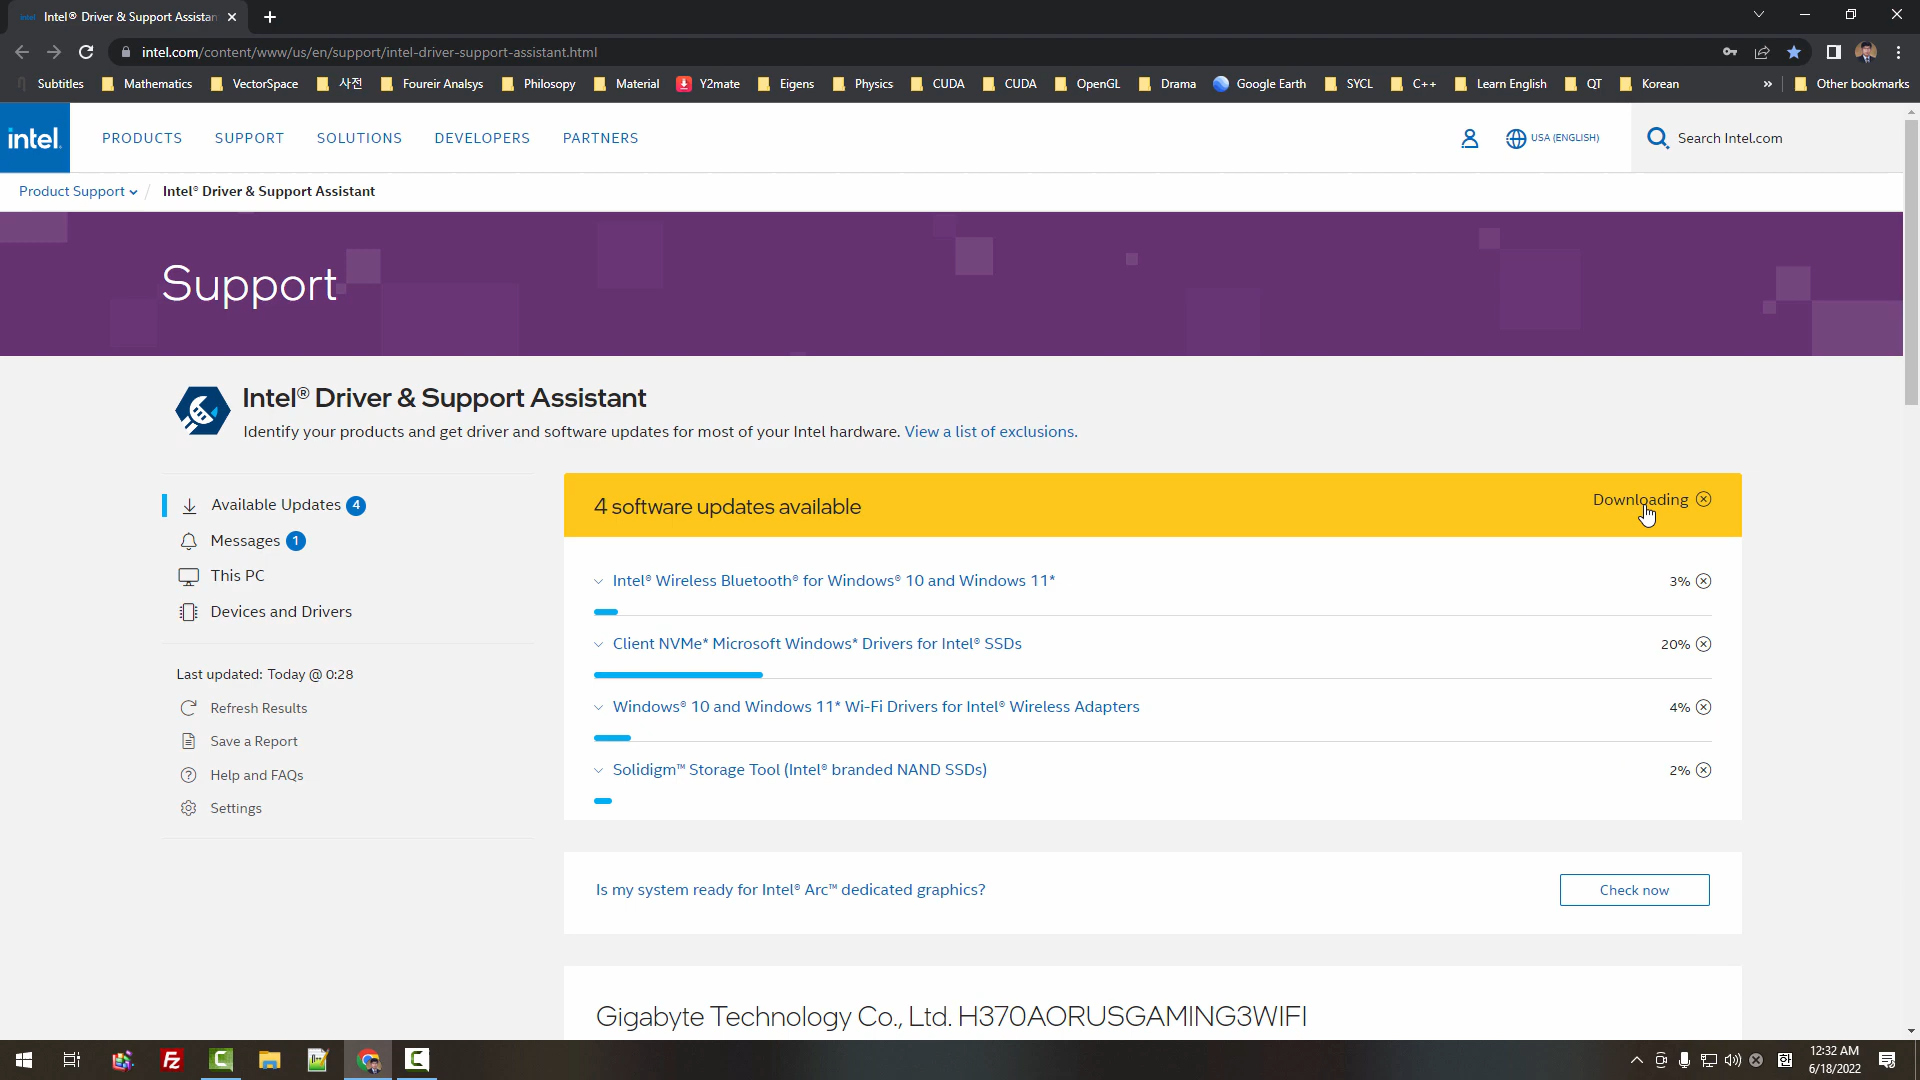 Intel® Driver & Support Assistan
intel.com/content/www/us/en/support/intel-driver-support-assistant.html
Subtitles Mathematics VectorSpace 사전 Foureir Analsys Philosopy Material Y2mate Eigens Physics CUDA CUDA OpenGL Drama Google Earth SYCL C++ Learn English QT Korean » Other bookmarks
intel. PRODUCTS SUPPORT SOLUTIONS DEVELOPERS PARTNERS USA (ENGLISH) Search Intel.com
Product Support / Intel® Driver & Support Assistant
Support
Intel® Driver & Support Assistant
Identify your products and get driver and software updates for most of your Intel hardware. View a list of exclusions.
Available Updates 4
Messages 1
This PC
Devices and Drivers
Last updated: Today @ 0:28
Refresh Results
Save a Report
Help and FAQs
Settings
4 software updates available Downloading
Intel® Wireless Bluetooth® for Windows® 10 and Windows 11* 3%
Client NVMe* Microsoft Windows* Drivers for Intel® SSDs 20%
Windows® 10 and Windows 11* Wi-Fi Drivers for Intel® Wireless Adapters 4%
Solidigm™ Storage Tool (Intel® branded NAND SSDs) 2%
Is my system ready for Intel® Arc™ dedicated graphics? Check now
Gigabyte Technology Co., Ltd. H370AORUSGAMING3WIFI
12:32 AM
6/18/2022